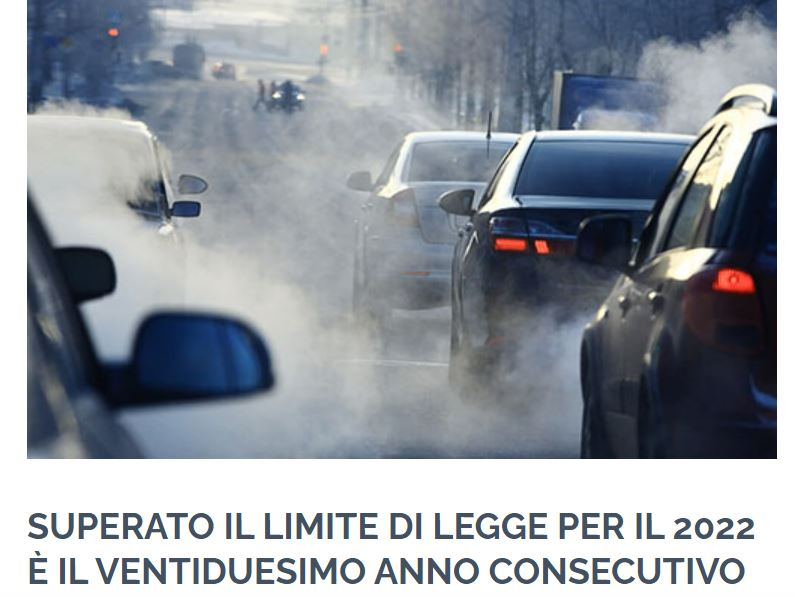 SUPERATO IL LIMITE DI LEGGE PER IL 2022
È IL VENTIDUESIMO ANNO CONSECUTIVO